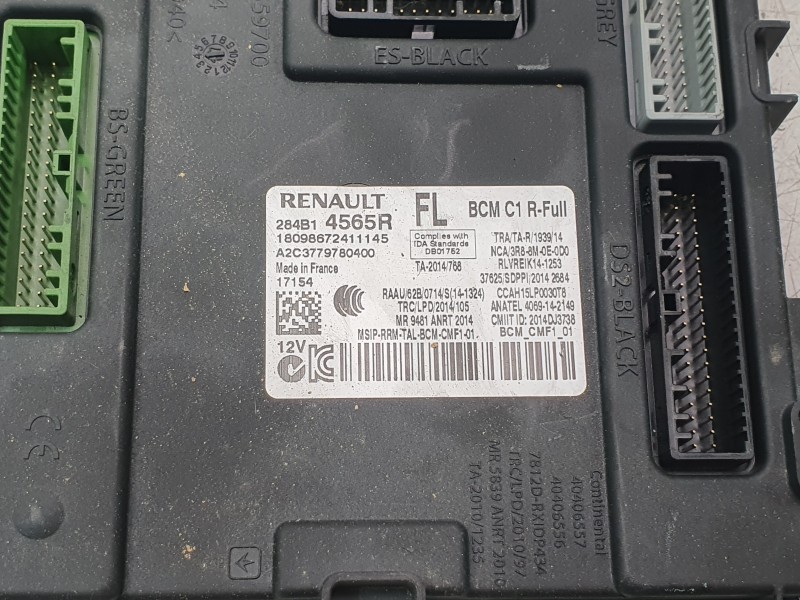 ES-BLACK
GREY
BS-GREEN
DS2-BLACK
RENAULT
FL
BCM C1 R-Full
284B1 4565R
18098672411145
A2C3779780400
Made in France
17154
Complies with
IDA Standards
DB01752
TA-2014/768
TRA/TA-R/1939/14
NCA/3R8-8M-0E-0D0
RLVREIK14-1253
37625/SDPPI/2014 2684
RAAU/62B/0714/S(14-1324)
CCAH15LP0030T8
TRC/LPD/2014/105
ANATEL 4069-14-2149
MR 9481 ANRT 2014
CMIIT ID: 2014DJ3738
MSIP-RRM-TAL-BCM-CMF1-01
BCM_CMF1_01
12V
CE
Continental
40406557
40406556
7812D-RXIDP434
TRC/LPD/2010/97
MR 5839 ANRT 2010
TA-2010/1235